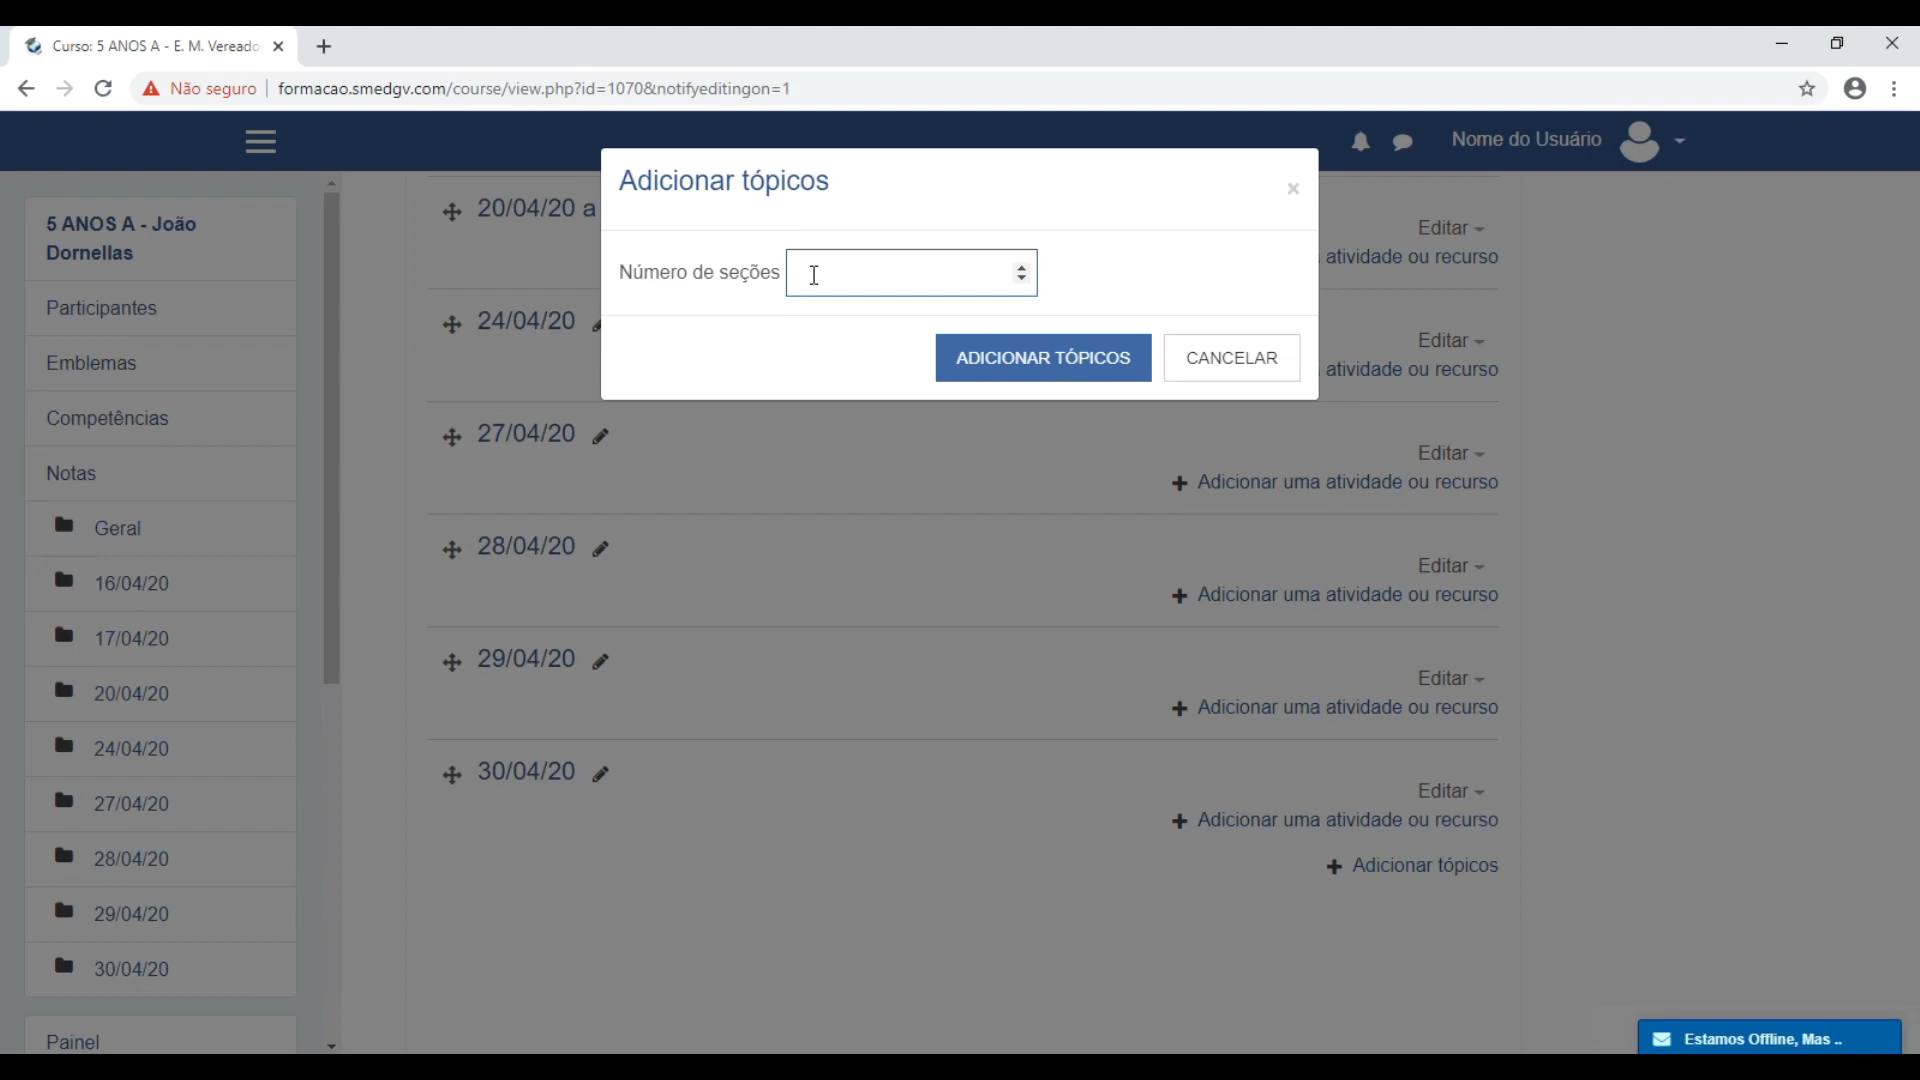 Curso: 5 ANOS A - E. M. Vereado
Não seguro
formacao.smedgv.com/course/view.php?id=1070&notifyeditingon=1
Nome do Usuário
Adicionar tópicos
Número de seções
ADICIONAR TÓPICOS
CANCELAR
5 ANOS A - João
Dornellas
Participantes
Emblemas
Competências
Notas
Geral
16/04/20
17/04/20
20/04/20
24/04/20
27/04/20
28/04/20
29/04/20
30/04/20
Painel
20/04/20 a
Editar
atividade ou recurso
24/04/20
Editar
atividade ou recurso
27/04/20
Editar
Adicionar uma atividade ou recurso
28/04/20
Editar
Adicionar uma atividade ou recurso
29/04/20
Editar
Adicionar uma atividade ou recurso
30/04/20
Editar
Adicionar uma atividade ou recurso
Adicionar tópicos
Estamos Offline, Mas ..